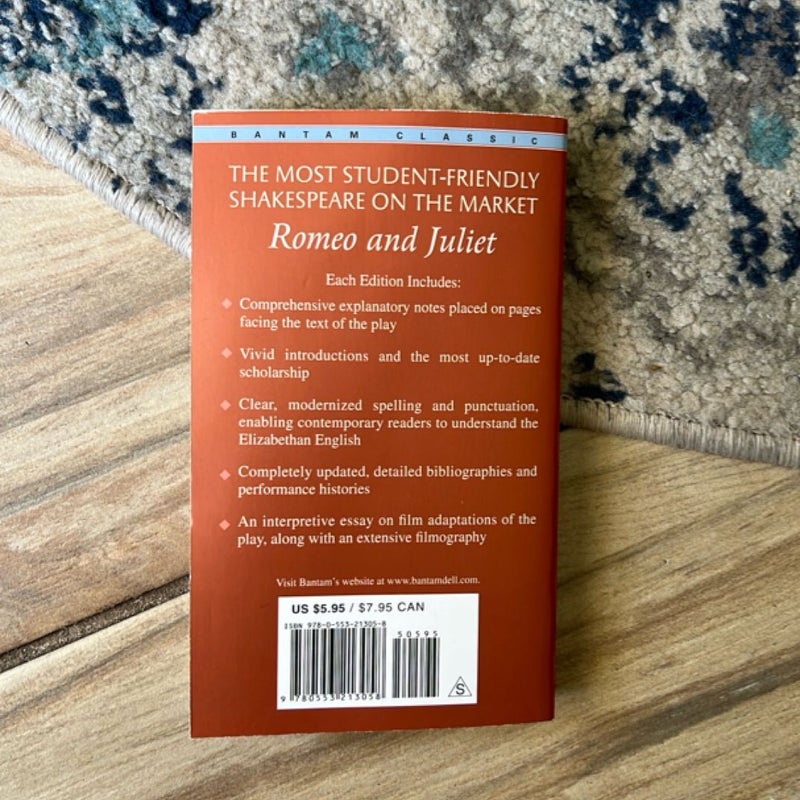 BANTAM CLASSIC
THE MOST STUDENT-FRIENDLY
SHAKESPEARE ON THE MARKET
Romeo and Juliet
Each Edition Includes:
Comprehensive explanatory notes placed on pages
facing the text of the play
Vivid introductions and the most up-to-date
scholarship
Clear, modernized spelling and punctuation,
enabling contemporary readers to understand the
Elizabethan English
Completely updated, detailed bibliographies and
performance histories
An interpretive essay on film adaptations of the
play, along with an extensive filmography
Visit Bantam's website at www.bantamdell.com.
US $5.95 / $7.95 CAN
ISBN 978-0-553-21305-8
50595
9 780553 213058
S